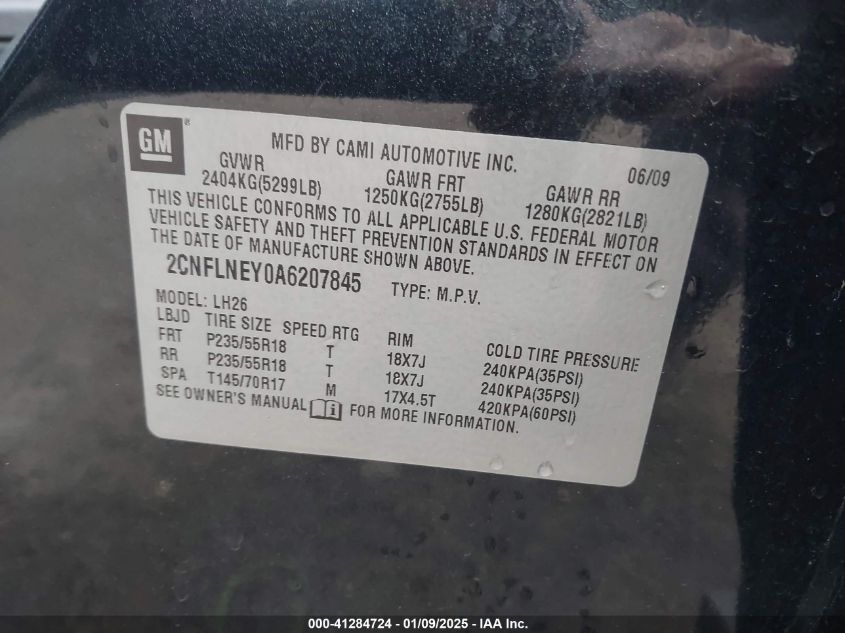 GM ®
MFD BY CAMI AUTOMOTIVE INC. 06/09
GVWR GAWR FRT GAWR RR
2404KG(5299LB) 1250KG(2755LB) 1280KG(2821LB)
THIS VEHICLE CONFORMS TO ALL APPLICABLE U.S. FEDERAL MOTOR
VEHICLE SAFETY AND THEFT PREVENTION STANDARDS IN EFFECT ON
THE DATE OF MANUFACTURE SHOWN ABOVE.
2CNFLNEY0A6207845 TYPE: M.P.V.
MODEL: LH26
LBJD TIRE SIZE SPEED RTG RIM COLD TIRE PRESSURE
FRT P235/55R18 T 18X7J 240KPA(35PSI)
RR P235/55R18 T 18X7J 240KPA(35PSI)
SPA T145/70R17 M 17X4.5T 420KPA(60PSI)
SEE OWNER'S MANUAL FOR MORE INFORMATION.
000-41284724 - 01/09/2025 - IAAI Inc.